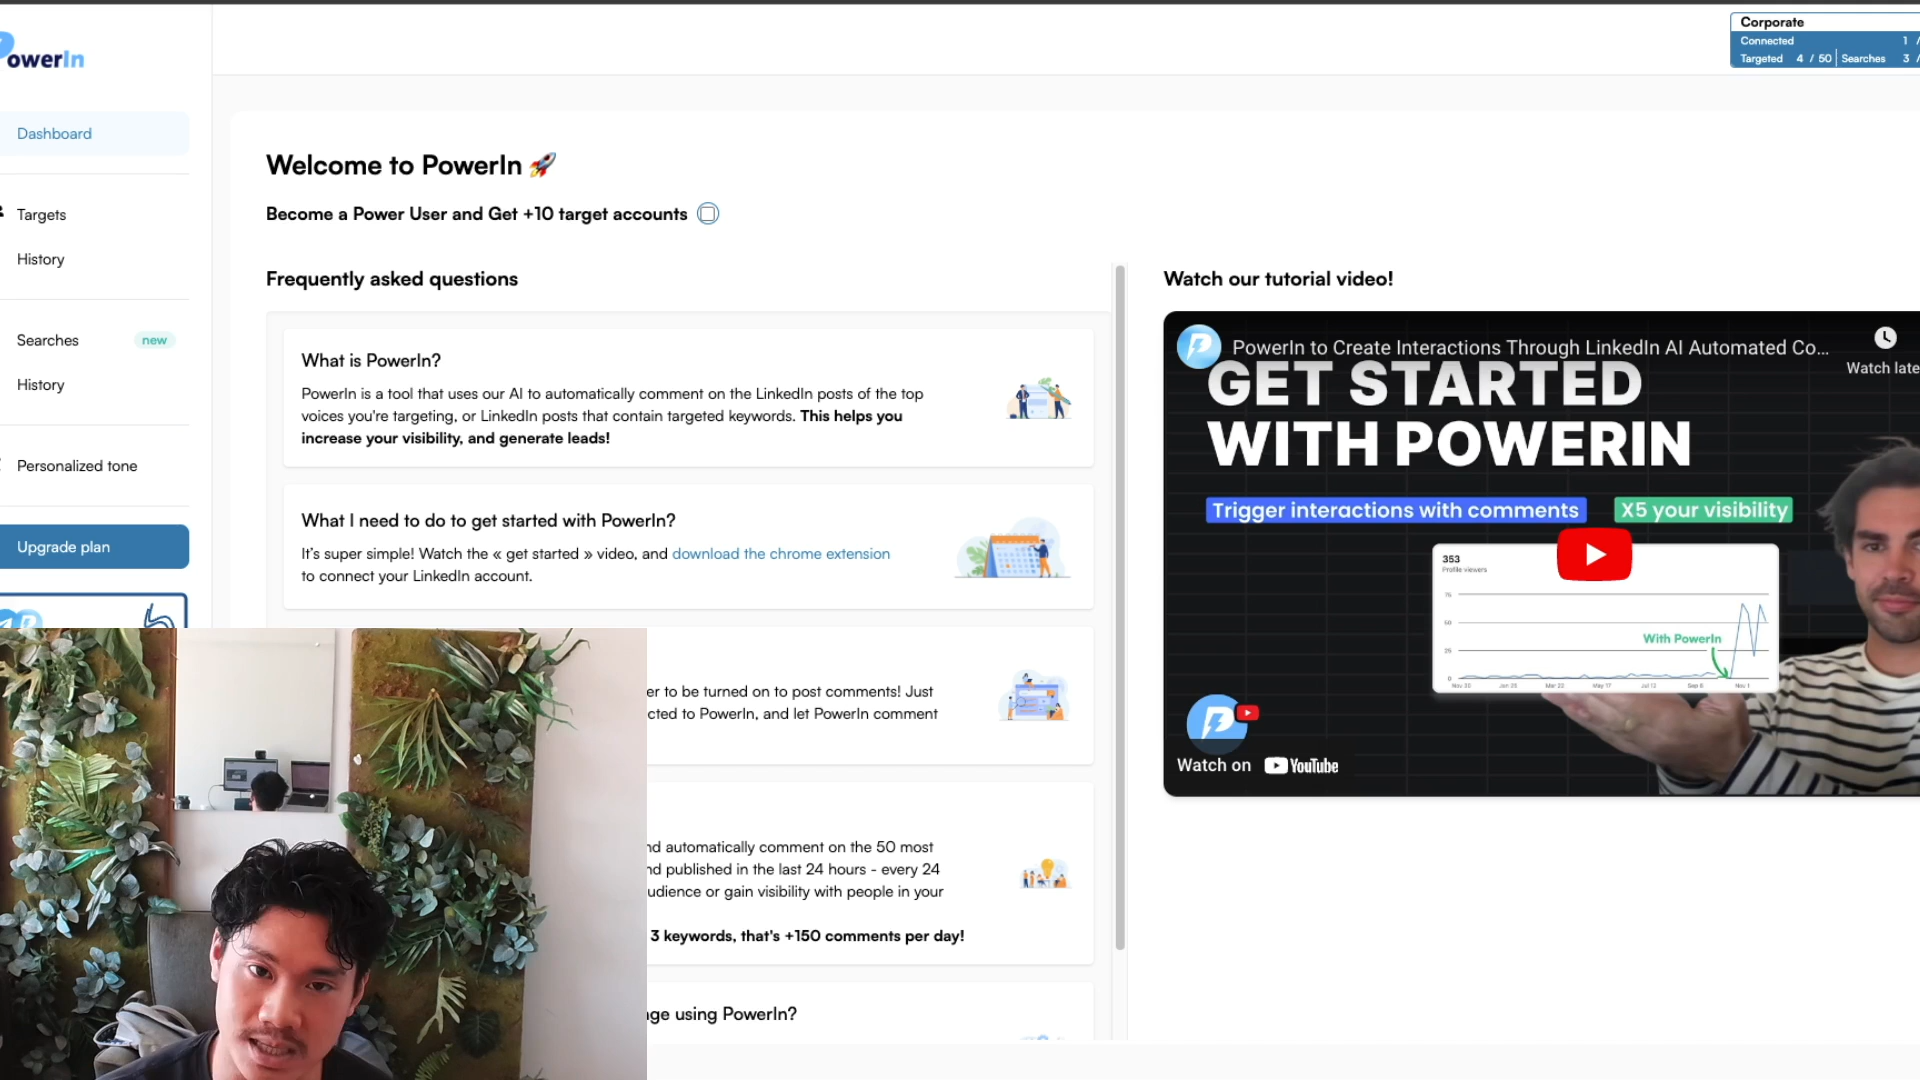 PowerIn
Corporate
Connected 1 /
Targeted 4 / 50 Searches 3 /
Dashboard
Targets
History
Searches new
History
Personalized tone
Upgrade plan
Welcome to PowerIn 🚀
Become a Power User and Get +10 target accounts
Frequently asked questions
What is PowerIn?
PowerIn is a tool that uses our AI to automatically comment on the LinkedIn posts of the top
voices you're targeting, or LinkedIn posts that contain targeted keywords. This helps you
increase your visibility, and generate leads!
What I need to do to get started with PowerIn?
It's super simple! Watch the « get started » video, and download the chrome extension
to connect your LinkedIn account.
er to be turned on to post comments! Just
cted to PowerIn, and let PowerIn comment
nd automatically comment on the 50 most
nd published in the last 24 hours - every 24
udience or gain visibility with people in your
3 keywords, that's +150 comments per day!
ge using PowerIn?
Watch our tutorial video!
PowerIn to Create Interactions Through LinkedIn AI Automated Co...
Watch late
GET STARTED
WITH POWERIN
Trigger interactions with comments X5 your visibility
353
Profile viewers
With PowerIn
Watch on YouTube